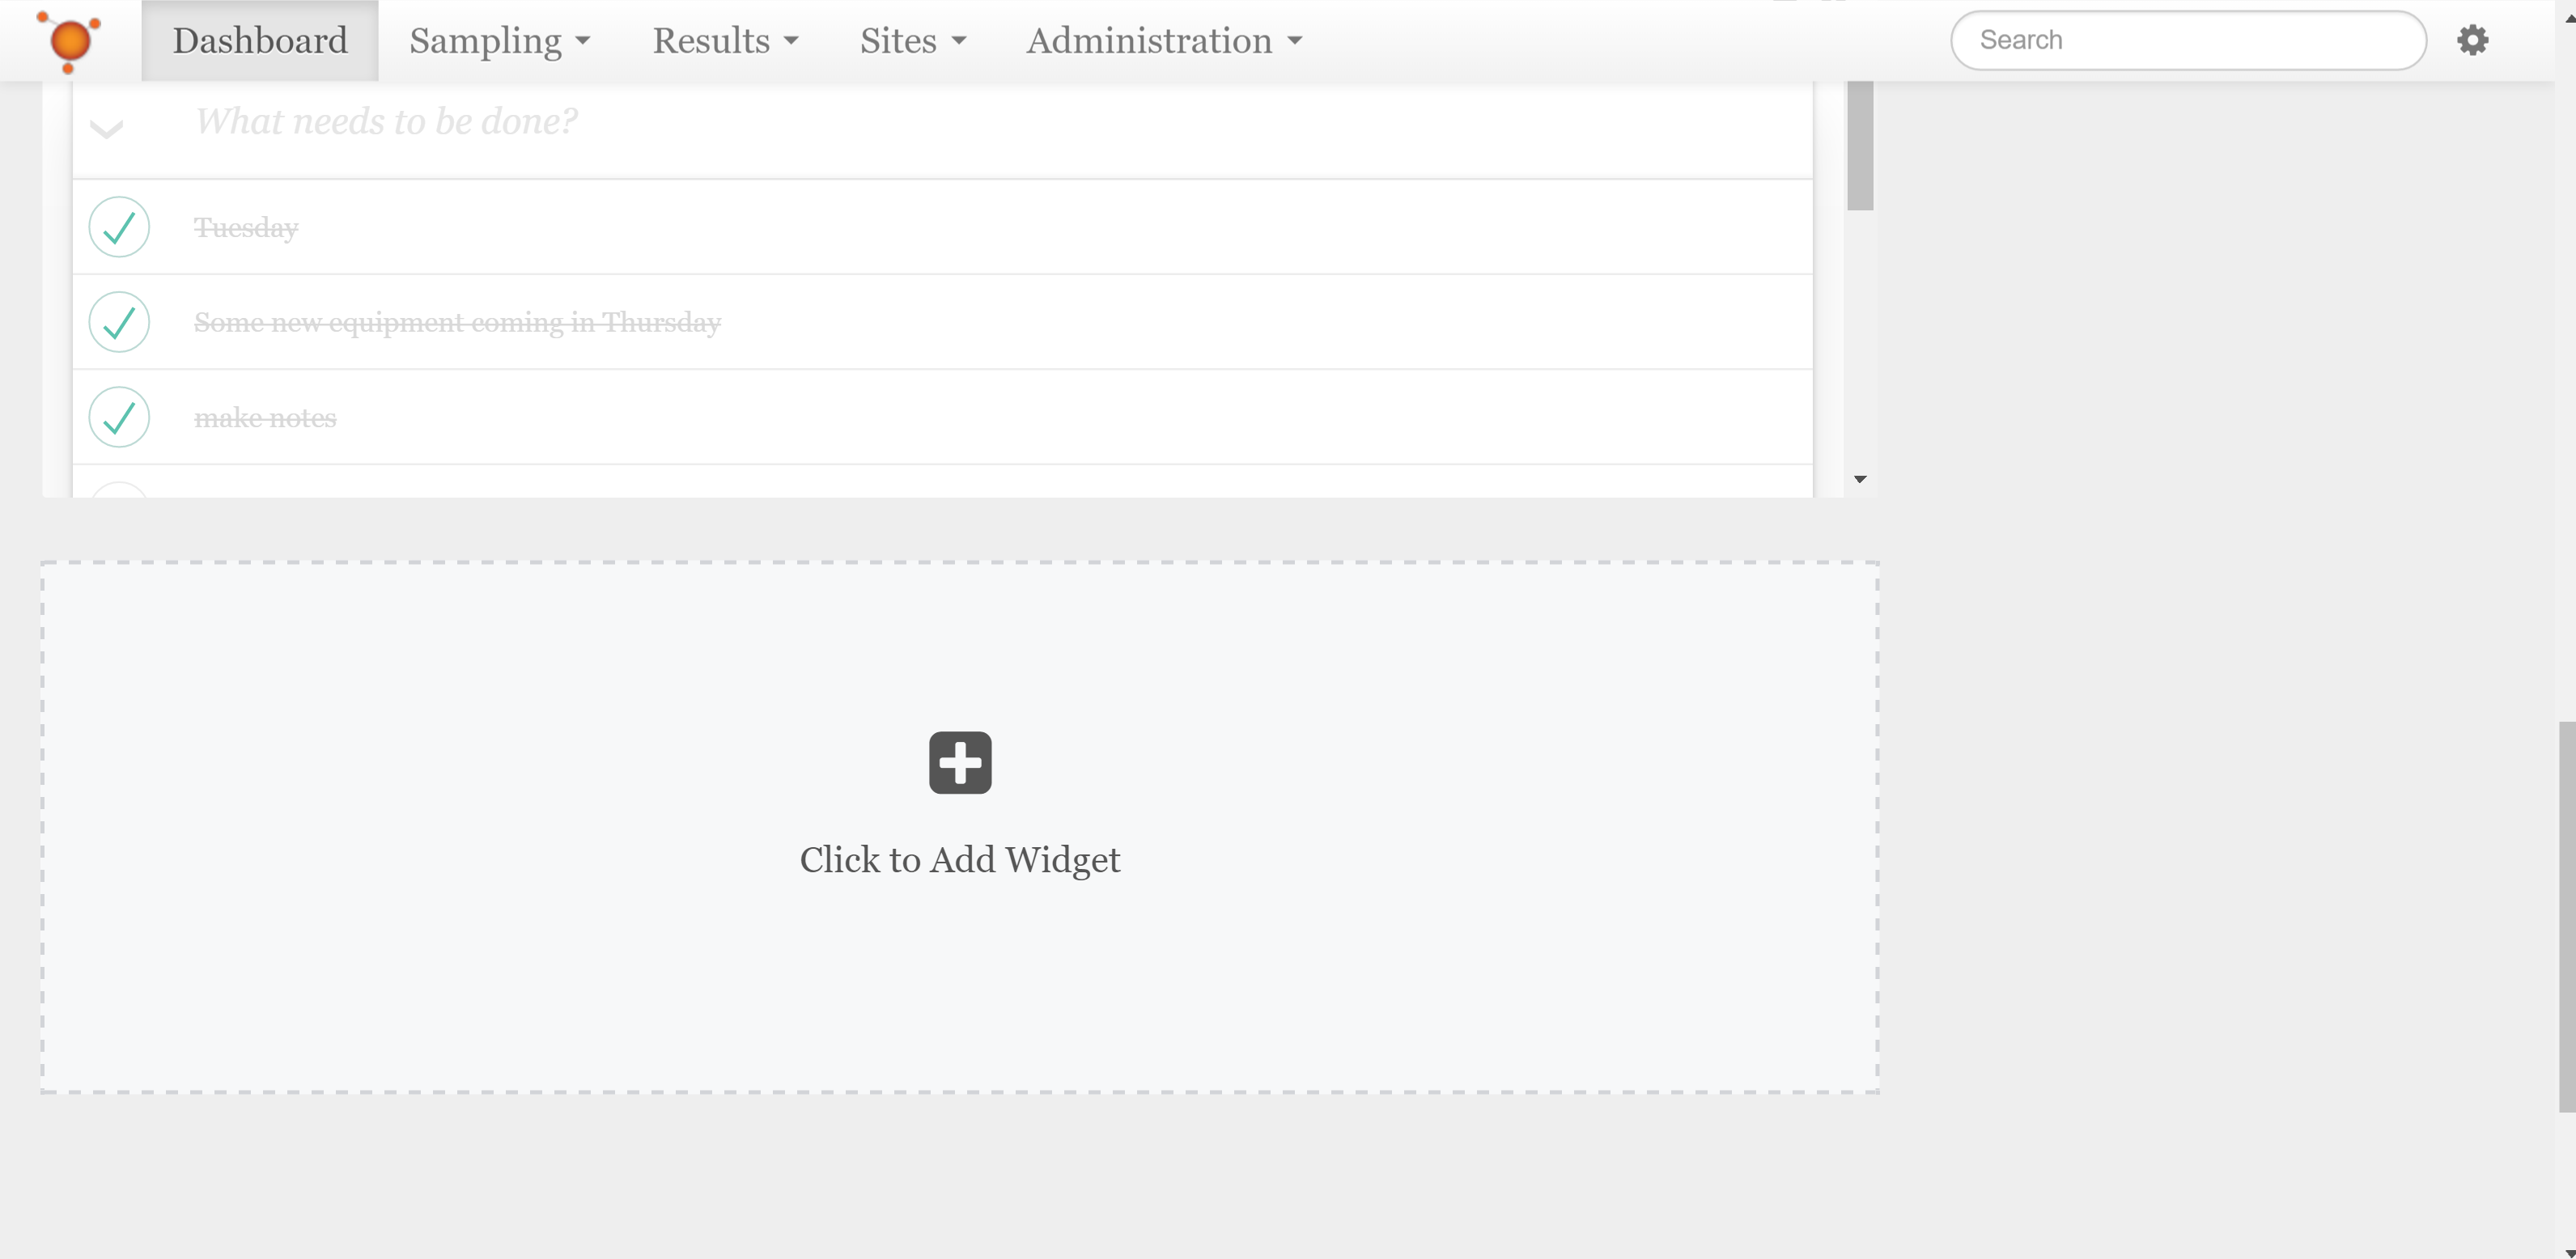 Dashboard Sampling Results Sites Administration Search
What needs to be done?
Tuesday
Some new equipment coming in Thursday
make notes
Click to Add Widget